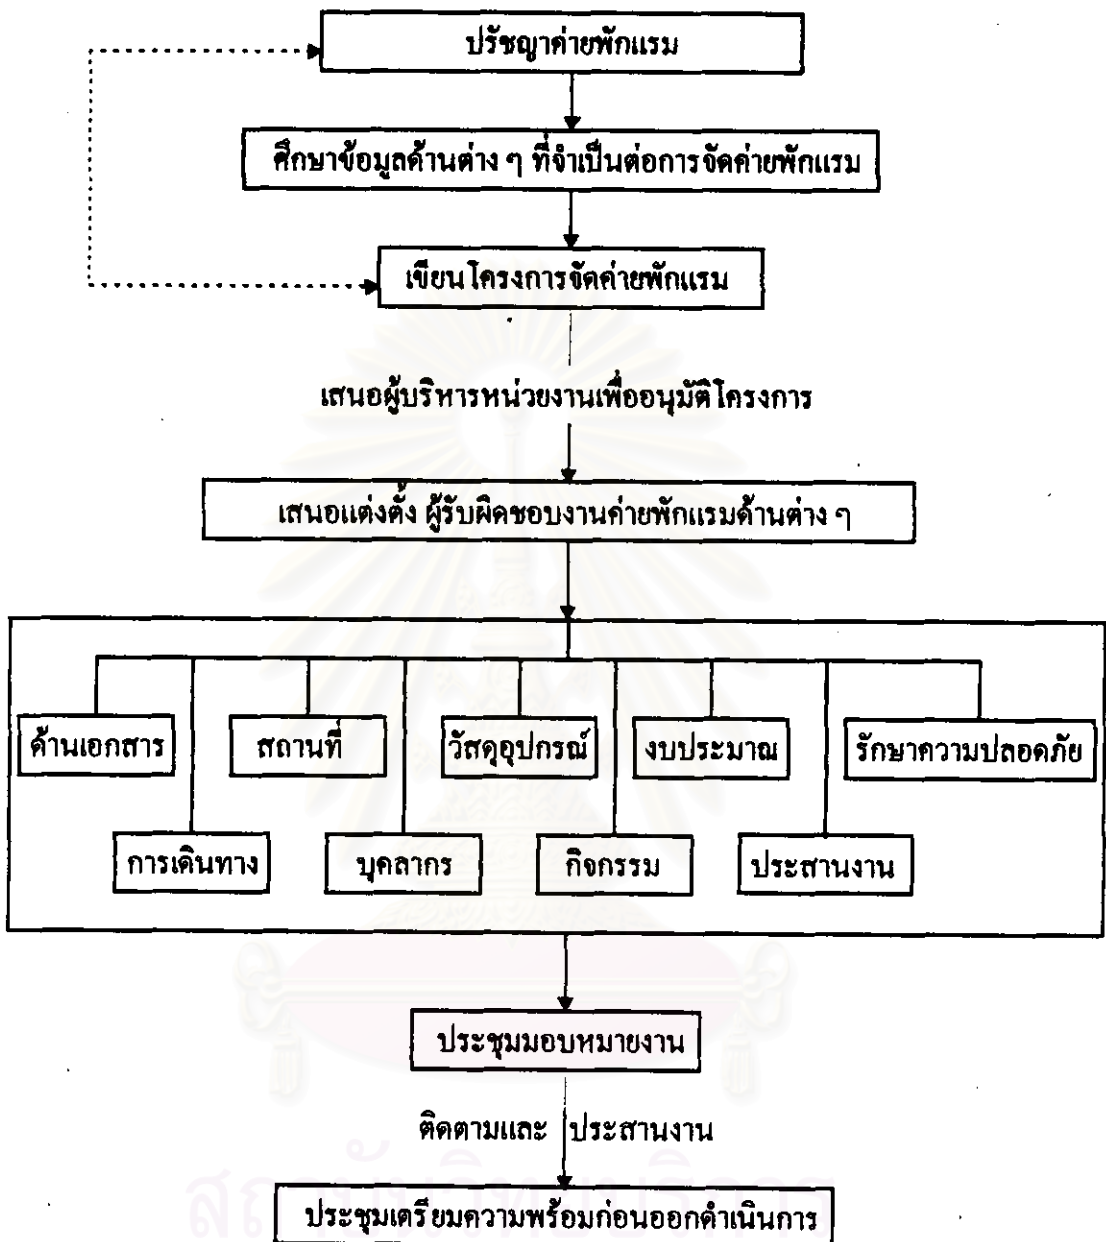 ปรัชญาค่ายพักแรม
ศึกษาข้อมูลด้านต่าง ๆ ที่จำเป็นต่อการจัดค่ายพักแรม
เขียนโครงการจัดค่ายพักแรม
เสนอผู้บริหารหน่วยงานเพื่ออนุมัติโครงการ
เสนอแต่งตั้ง ผู้รับผิดชอบงานค่ายพักแรมด้านต่าง ๆ
ด้านเอกสาร
สถานที่
วัสดุอุปกรณ์
งบประมาณ
รักษาความปลอดภัย
การเดินทาง
บุคลากร
กิจกรรม
ประสานงาน
ประชุมมอบหมายงาน
ติดตามและ ประสานงาน
สถาบันวิทยบริการ
ประชุมเตรียมความพร้อมก่อนออกดำเนินการ